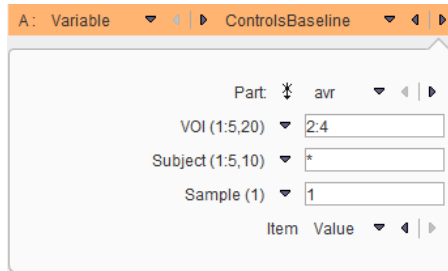 A: Variable ControlsBaseline
Part: avr
VOI (1:5,20) 2:4
Subject (1:5,10) *
Sample (1) 1
Item Value